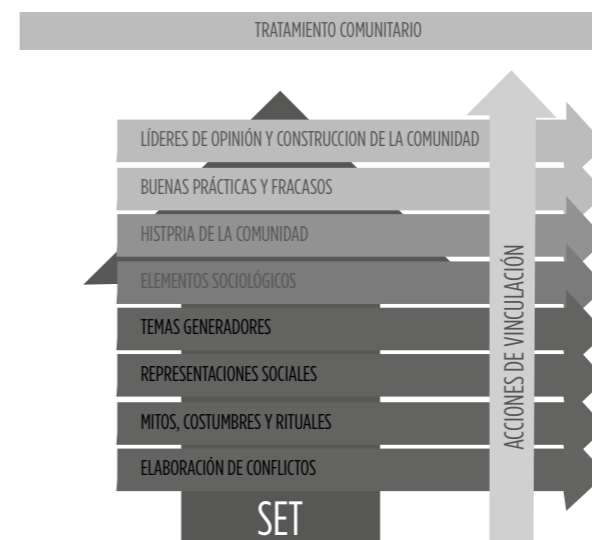 TRATAMIENTO COMUNITARIO
LÍDERES DE OPINIÓN Y CONSTRUCCION DE LA COMUNIDAD
BUENAS PRÁCTICAS Y FRACASOS
HISTPRIA DE LA COMUNIDAD
ELEMENTOS SOCIOLÓGICOS
TEMAS GENERADORES
REPRESENTACIONES SOCIALES
MITOS, COSTUMBRES Y RITUALES
ELABORACIÓN DE CONFLICTOS
SET
ACCIONES DE VINCULACIÓN